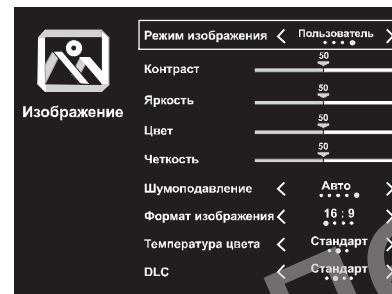 Режим изображения Пользователь
50
Контраст
50
Яркость
50
Изображение
Цвет
50
Четкость
Шумоподавление Авто
Формат изображения 16 : 9
Температура цвета Стандарт
DLC Стандарт